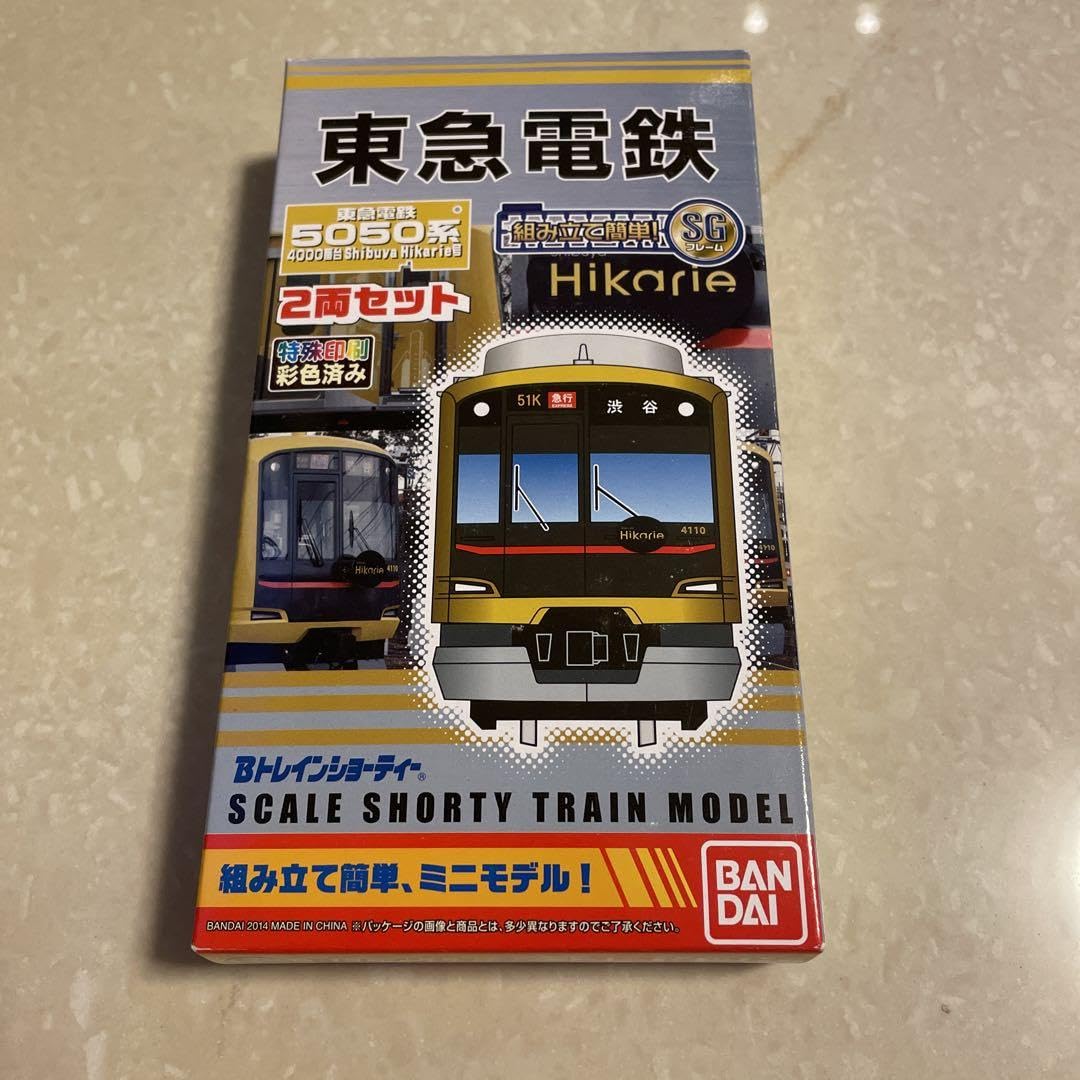 東急電鉄
東急電鉄
5050系
4000番台 Shibuya Hikarie号
組み立て簡単!
SG
フレーム
Hikarie
2両セット
特殊印刷
彩色済み
51K
急行
EXPRESS
渋谷
Hikarie
4110
Hikarie
4110
Bトレインショーティー®
SCALE SHORTY TRAIN MODEL
組み立て簡単、ミニモデル!
BAN
DAI
BANDAI 2014 MADE IN CHINA ※パッケージの画像と商品とは、多少異なりますのでご了承ください。